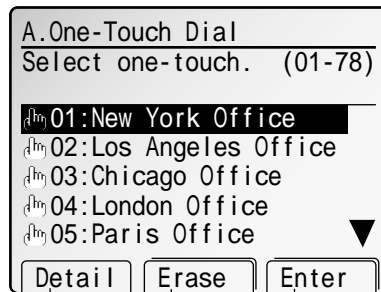 A.One-Touch Dial
Select one-touch. (01-78)
01:New York Office
02:Los Angeles Office
03:Chicago Office
04:London Office
05:Paris Office
Detail Erase Enter